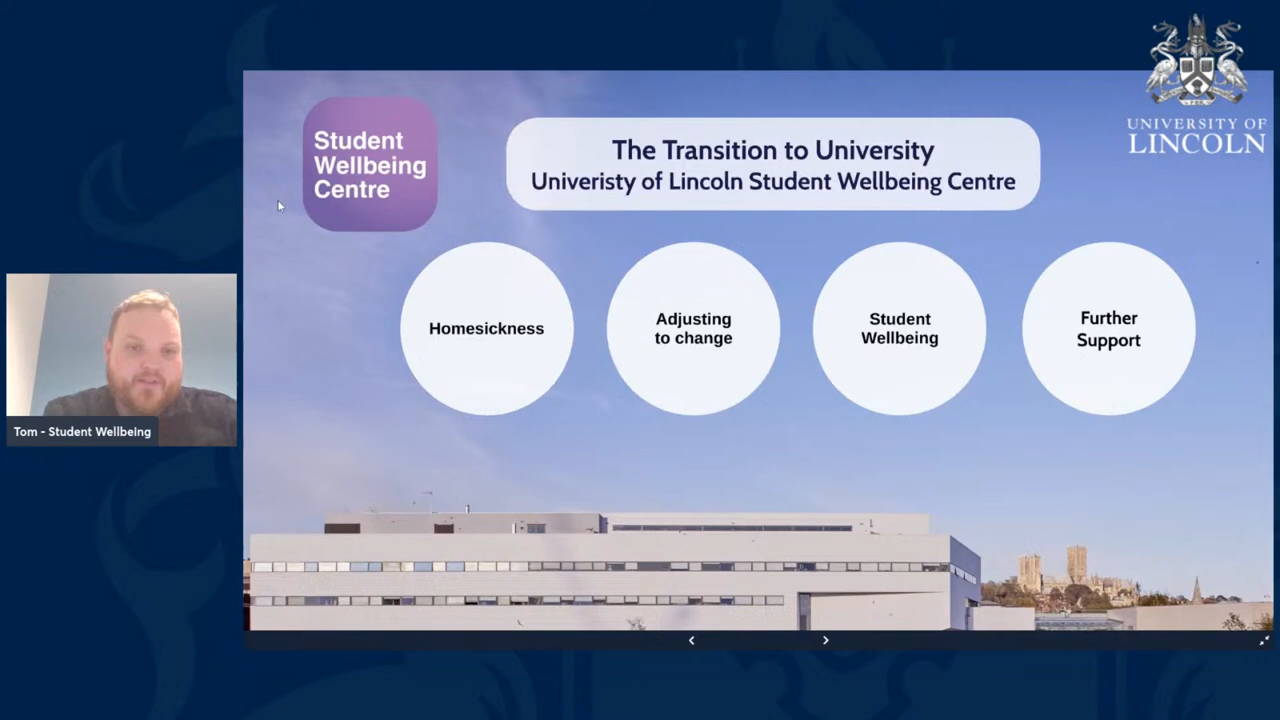 UNIVERSITY OF
LINCOLN
Student
Wellbeing
Centre
The Transition to University
Univeristy of Lincoln Student Wellbeing Centre
Homesickness
Adjusting
to change
Student
Wellbeing
Further
Support
Tom - Student Wellbeing